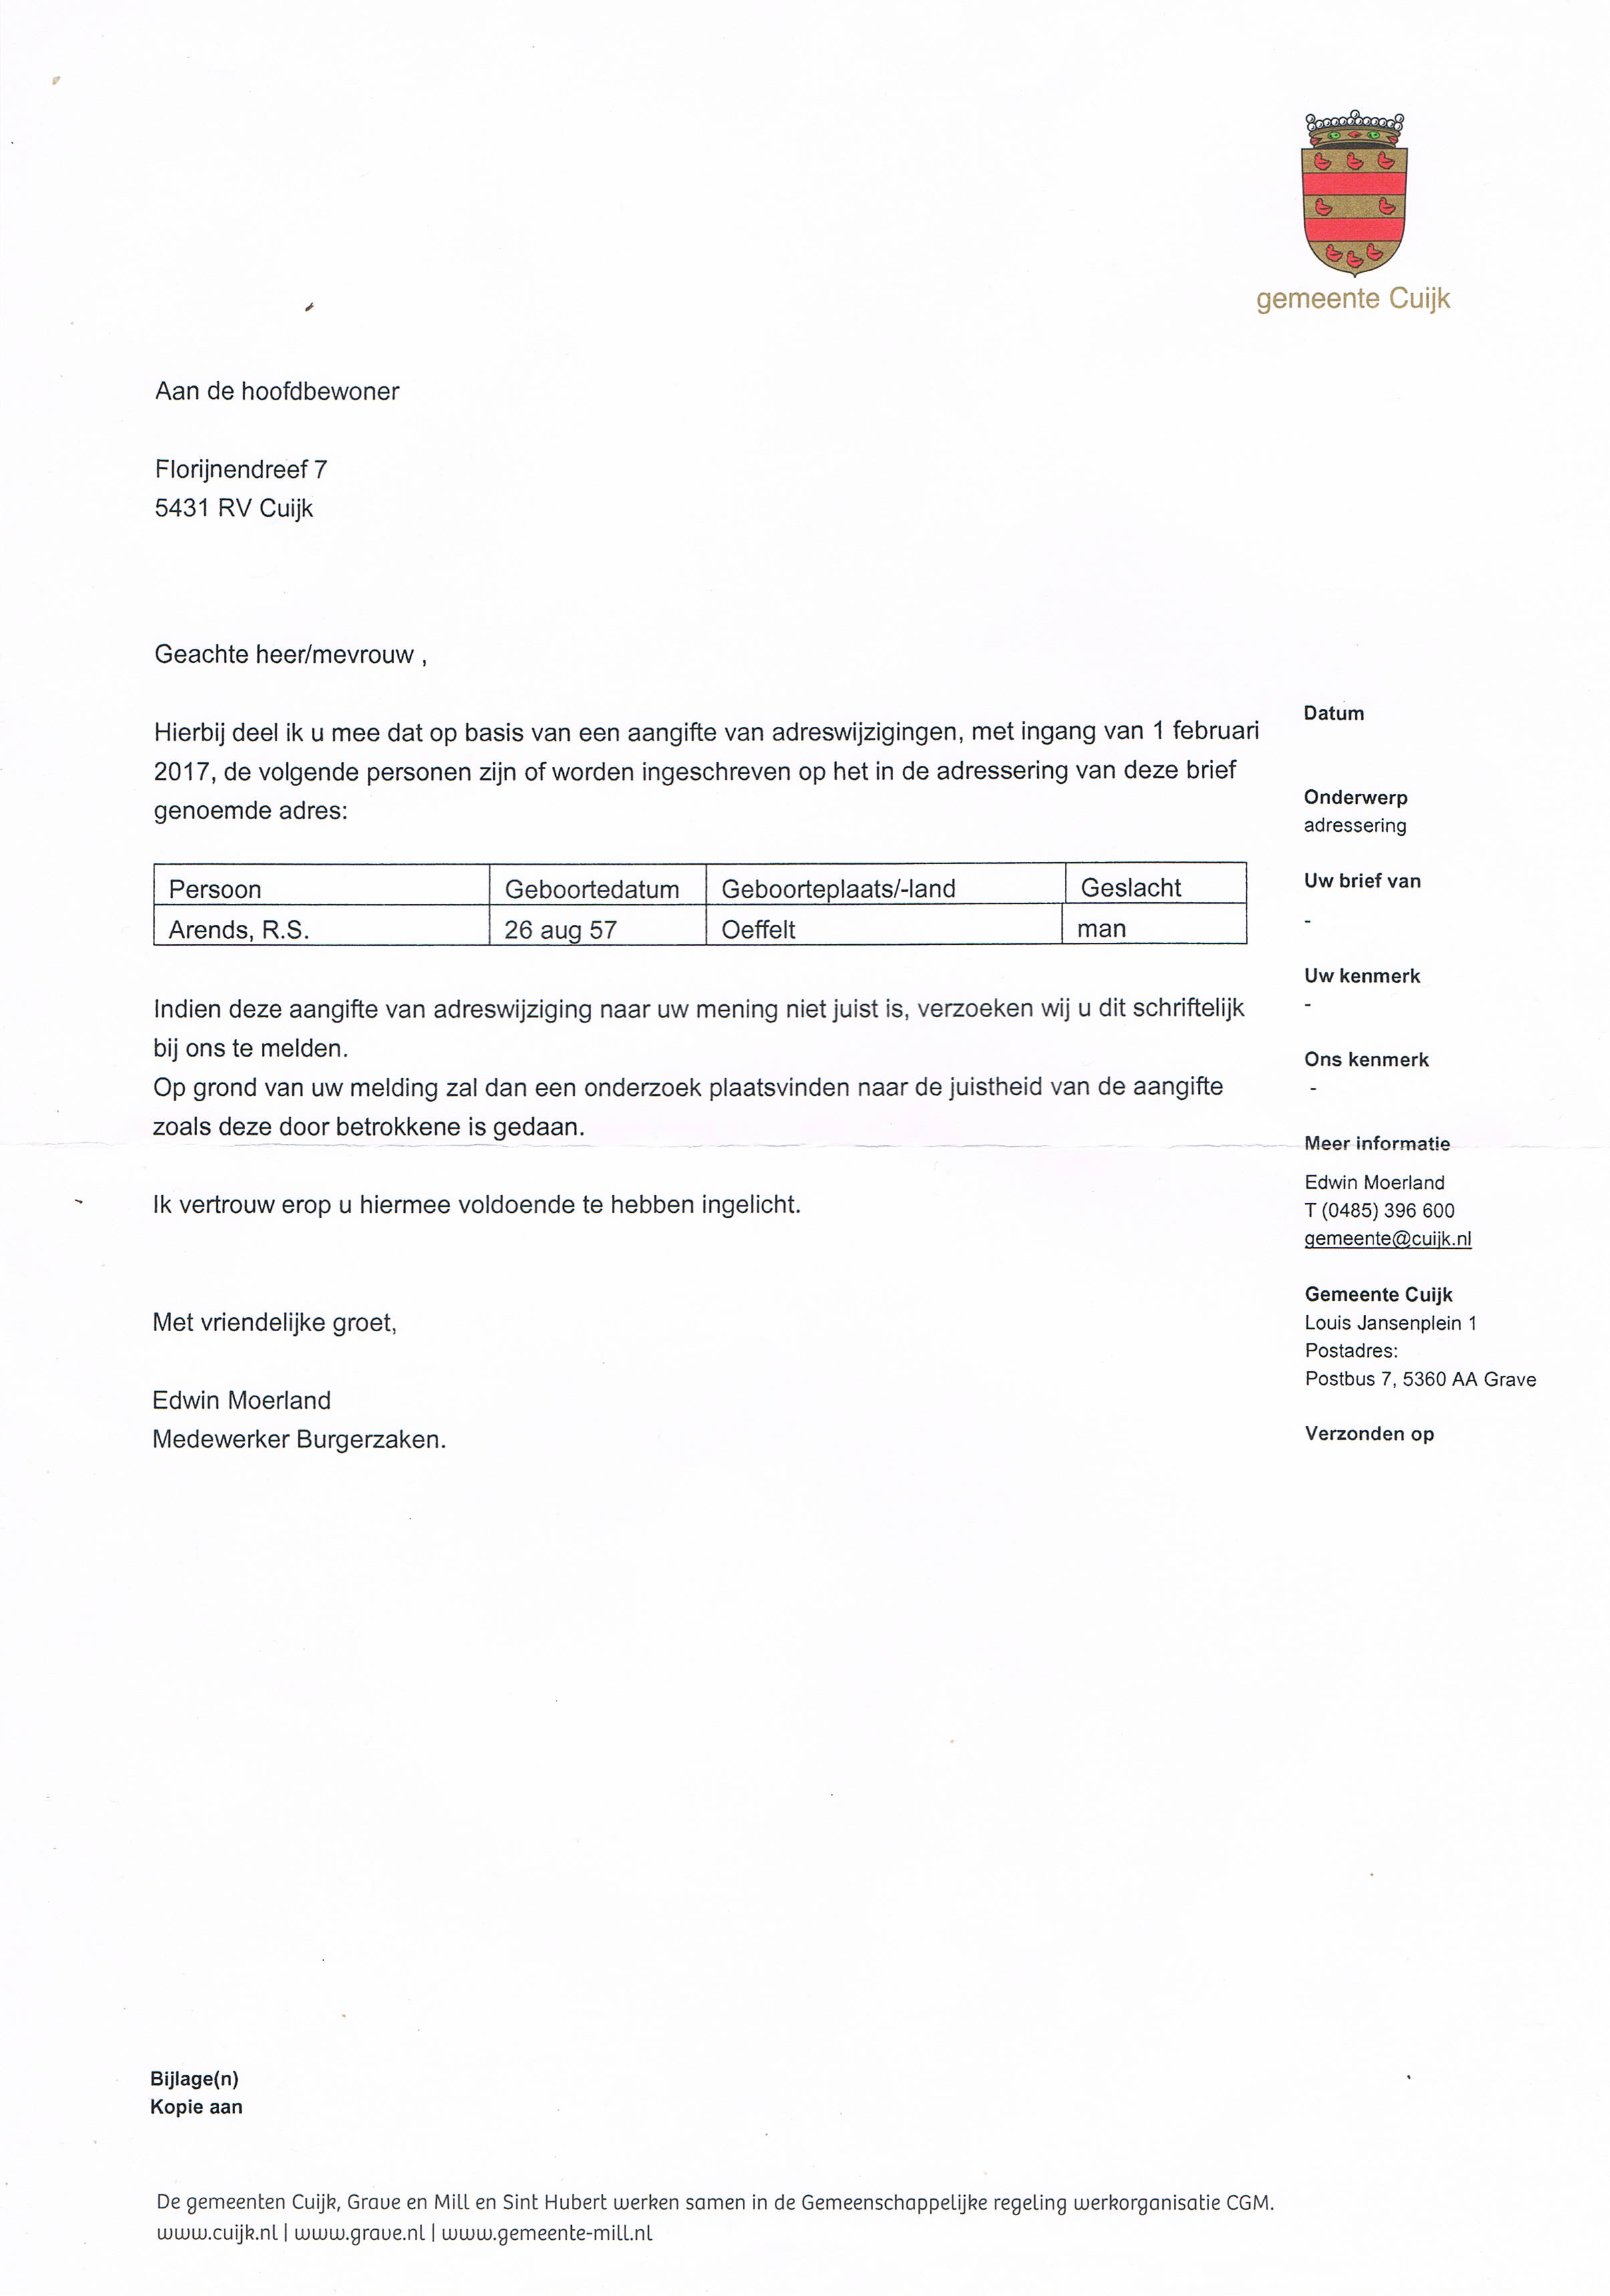 gemeente Cuijk
Aan de hoofdbewoner
Florijnendreef 7
5431 RV Cuijk
Geachte heer/mevrouw ,
Hierbij deel ik u mee dat op basis van een aangifte van adreswijzigingen, met ingang van 1 februari
2017, de volgende personen zijn of worden ingeschreven op het in de adressering van deze brief
genoemde adres:
Persoon Geboortedatum Geboorteplaats/-land Geslacht
Arends, R.S. 26 aug 57 Oeffelt man
Indien deze aangifte van adreswijziging naar uw mening niet juist is, verzoeken wij u dit schriftelijk
bij ons te melden.
Op grond van uw melding zal dan een onderzoek plaatsvinden naar de juistheid van de aangifte
zoals deze door betrokkene is gedaan.
Ik vertrouw erop u hiermee voldoende te hebben ingelicht.
Met vriendelijke groet,
Edwin Moerland
Medewerker Burgerzaken.
Datum
Onderwerp
adressering
Uw brief van
-
Uw kenmerk
-
Ons kenmerk
-
Meer informatie
Edwin Moerland
T (0485) 396 600
gemeente@cuijk.nl
Gemeente Cuijk
Louis Jansenplein 1
Postadres:
Postbus 7, 5360 AA Grave
Verzonden op
Bijlage(n)
Kopie aan
De gemeenten Cuijk, Grave en Mill en Sint Hubert werken samen in de Gemeenschappelijke regeling werkorganisatie CGM.
www.cuijk.nl | www.grave.nl | www.gemeente-mill.nl